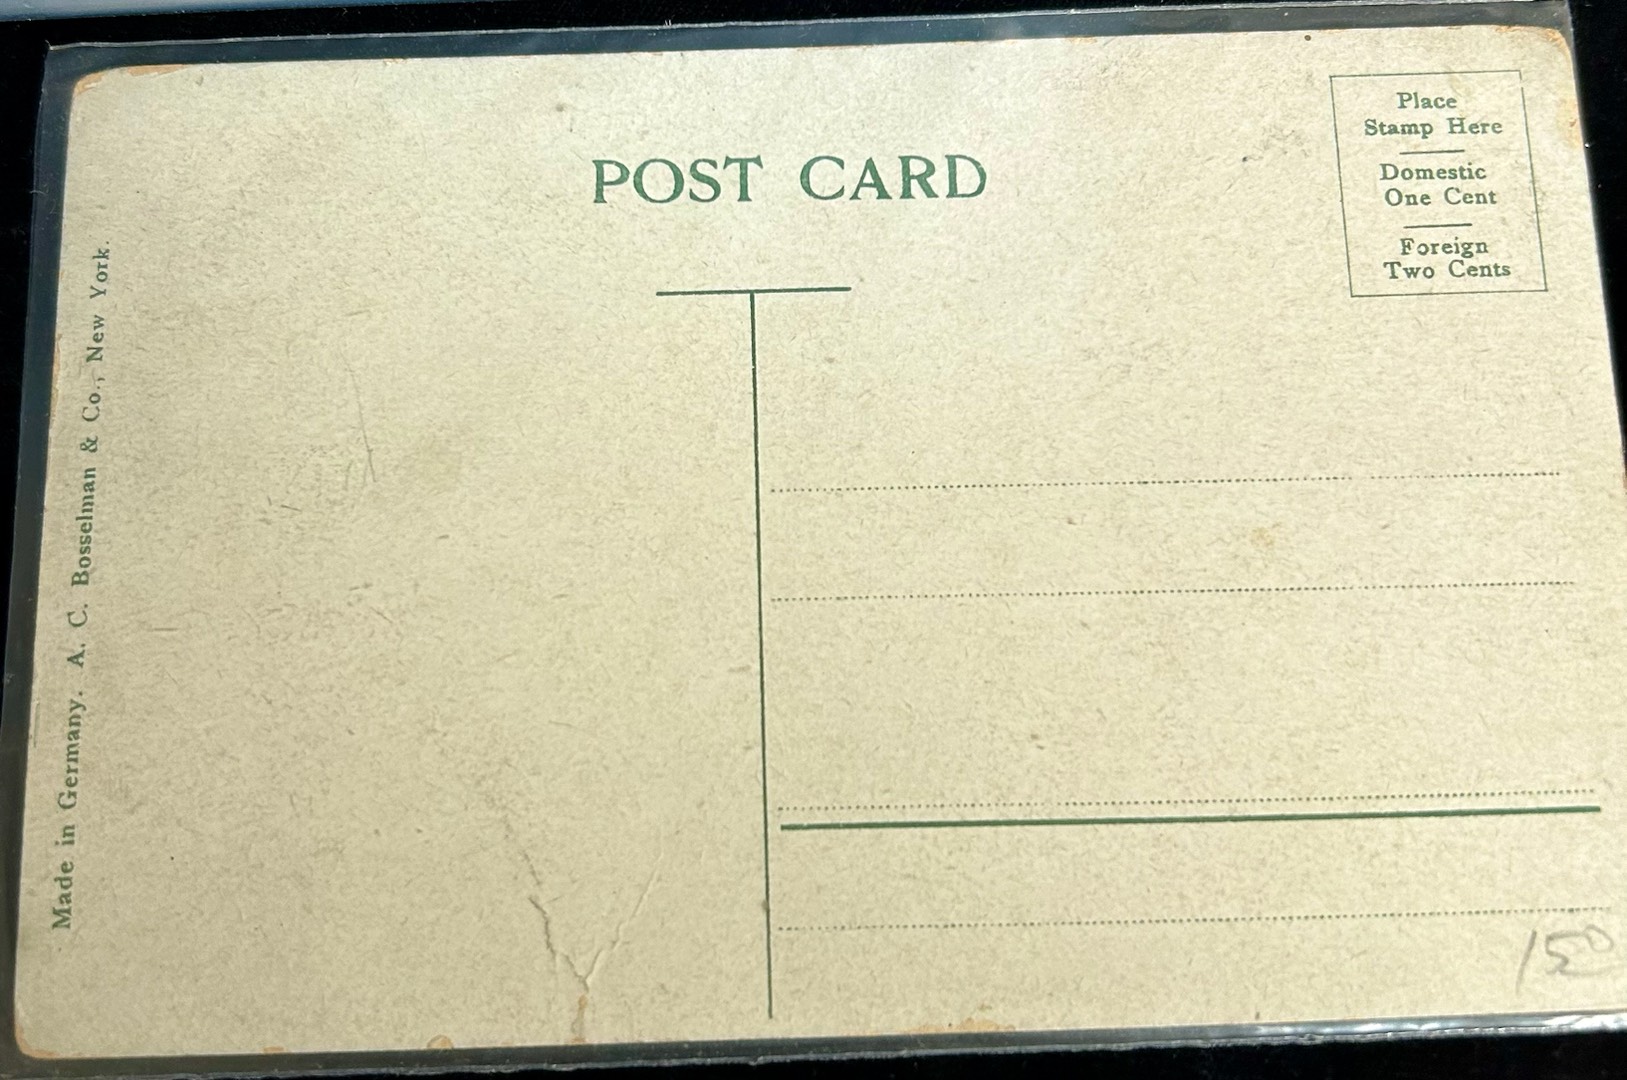 POST CARD
Place
Stamp Here
Domestic
One Cent
Foreign
Two Cents
Made in Germany. A. C. Bosselman & Co., New York.
150